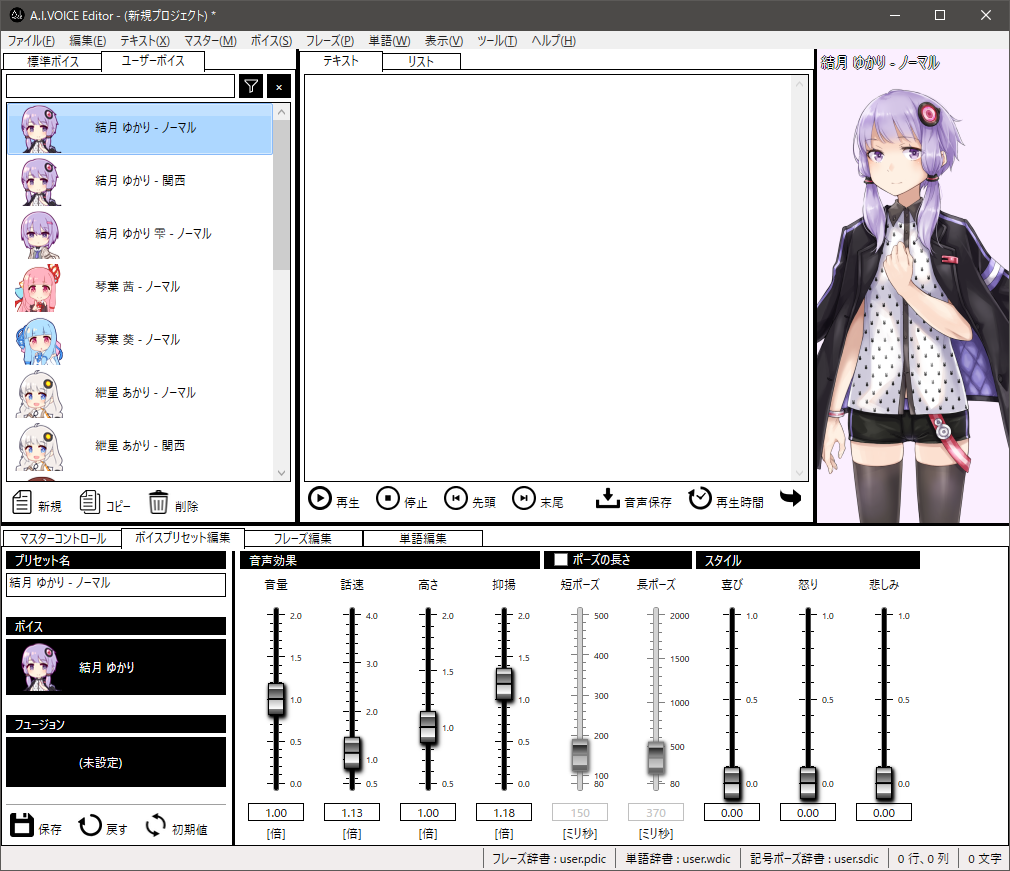 A.I.VOICE Editor - (新規プロジェクト) *
ファイル(F) 編集(E) テキスト(X) マスター(M) ボイス(S) フレーズ(P) 単語(W) 表示(V) ツール(T) ヘルプ(H)
標準ボイス ユーザーボイス
テキスト リスト
結月 ゆかり - ノーマル
結月 ゆかり - ノーマル
結月 ゆかり - 関西
結月 ゆかり 雫 - ノーマル
琴葉 茜 - ノーマル
琴葉 葵 - ノーマル
紲星 あかり - ノーマル
紲星 あかり - 関西
新規 コピー 削除
再生 停止 先頭 末尾 音声保存 再生時間
マスターコントロール ボイスプリセット編集 フレーズ編集 単語編集
プリセット名
結月 ゆかり - ノーマル
ボイス
結月 ゆかり
フュージョン
(未設定)
保存 戻す 初期値
音声効果 ポーズの長さ スタイル
音量 話速 高さ 抑揚 短ポーズ 長ポーズ 喜び 怒り 悲しみ
2.0 4.0 2.0 2.0 500 2000 1.0 1.0 1.0
1.5 3.0 1.5 1.5 400 1500
1.0 2.0 1.0 1.0 300 1000 0.5 0.5 0.5
0.5 1.0 0.5 200 500
0.0 0.5 0.5 0.0 100 80 80 0.0 0.0 0.0
1.00 1.13 1.00 1.18 150 370 0.00 0.00 0.00
[倍] [倍] [倍] [倍] [ミリ秒] [ミリ秒]
フレーズ辞書 : user.pdic 単語辞書 : user.wdic 記号ポーズ辞書 : user.sdic 0 行、0 列 0 文字